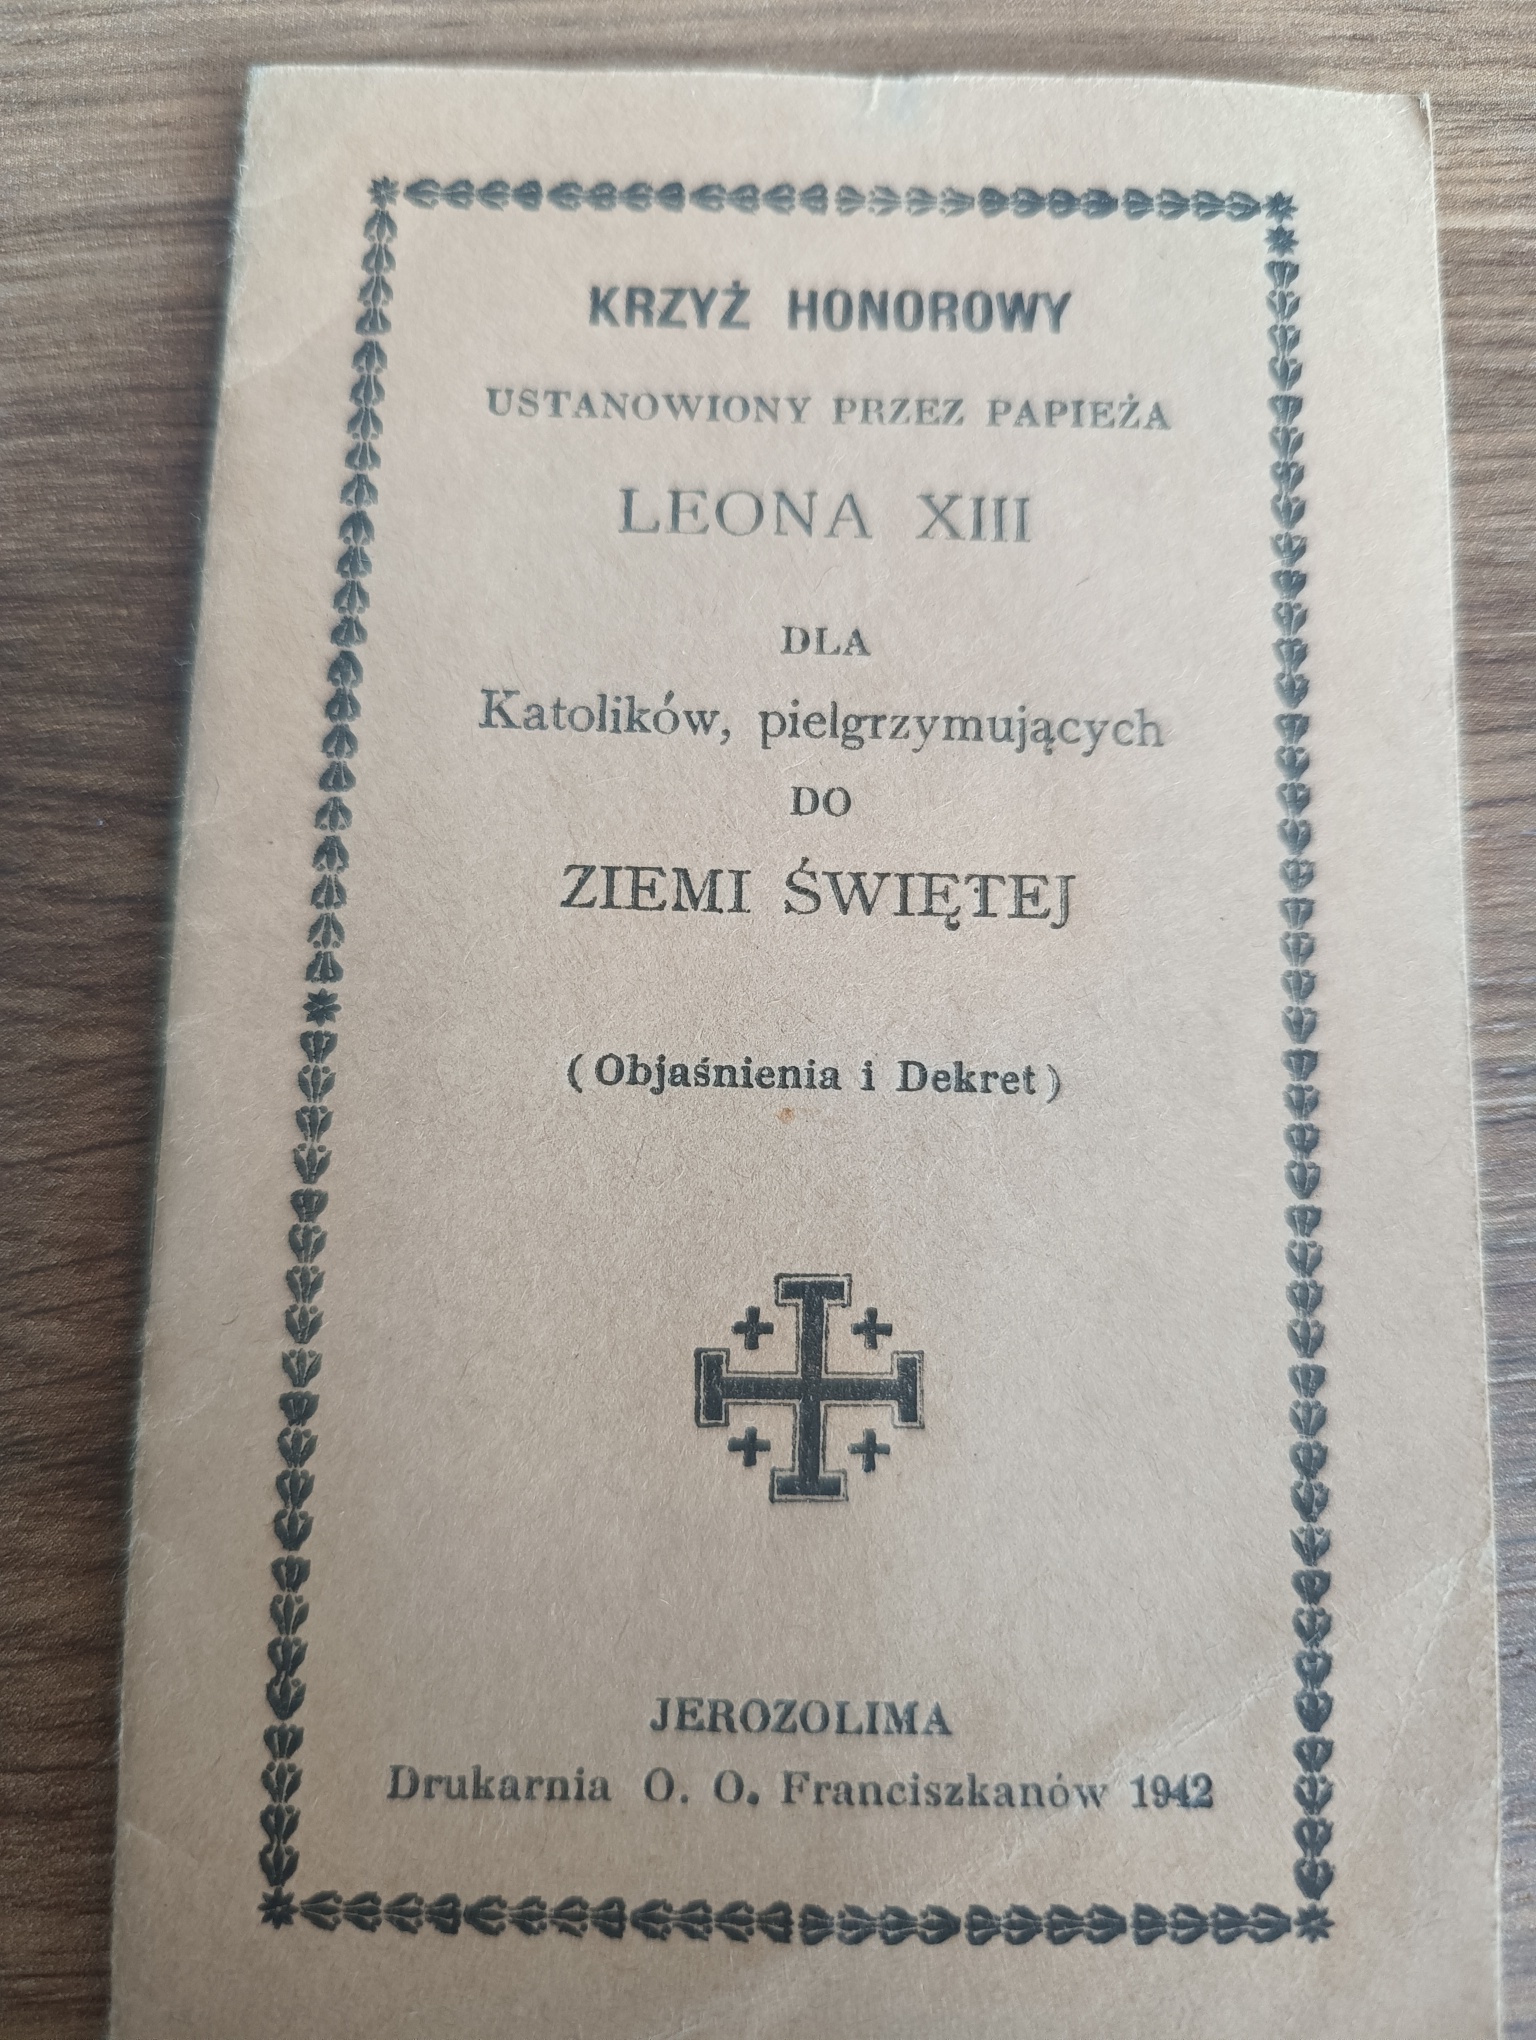 KRZYŻ HONOROWY
USTANOWIONY PRZEZ PAPIEŻA
LEONA XIII
DLA
Katolików, pielgrzymujących
DO
ZIEMI ŚWIĘTEJ
(Objaśnienia i Dekret)
JEROZOLIMA
Drukarnia O. O. Franciszkanów 1942